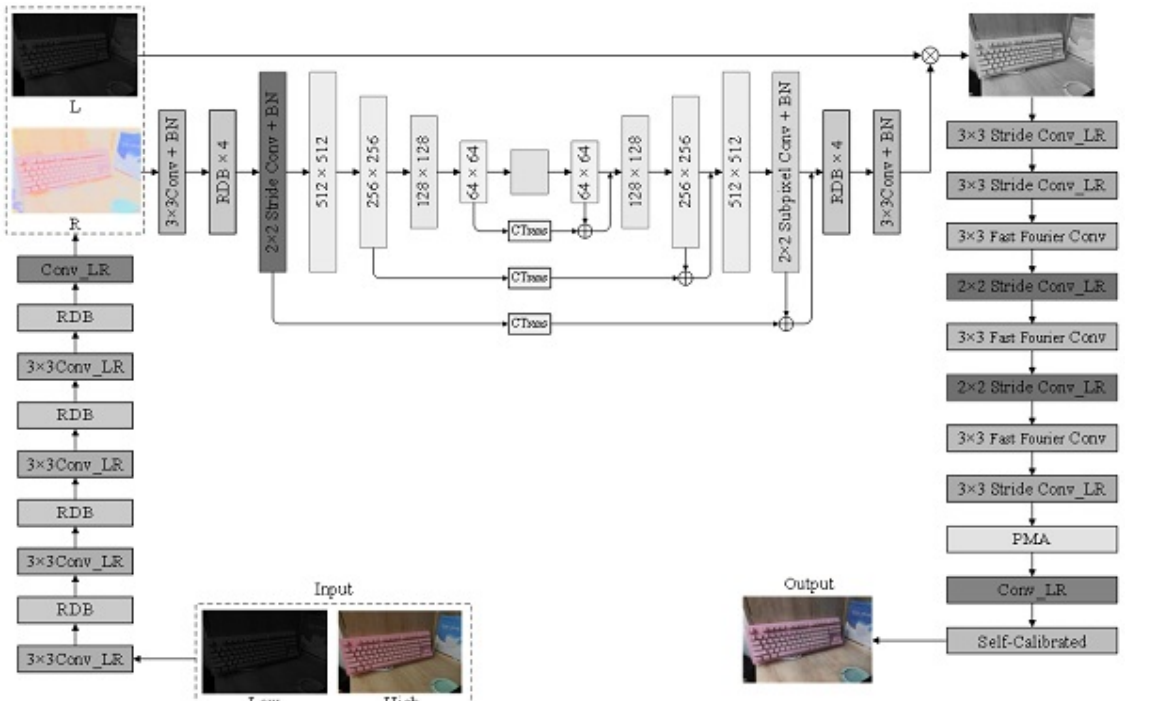 L
R
Conv_LR
RDB
3×3Conv_LR
RDB
3×3Conv_LR
RDB
3×3Conv_LR
RDB
3×3Conv_LR
Input
Low
High
3×3Conv + BN
RDB × 4
2×2 Stride Conv + BN
512 × 512
256 × 256
128 × 128
64 × 64
64 × 64
128 × 128
256 × 256
512 × 512
2×2 Subpixel Conv + BN
RDB × 4
3×3Conv + BN
CTrans
CTrans
CTrans
3×3 Stride Conv_LR
3×3 Stride Conv_LR
3×3 Fast Fourier Conv
2×2 Stride Conv_LR
3×3 Fast Fourier Conv
2×2 Stride Conv_LR
3×3 Fast Fourier Conv
3×3 Stride Conv_LR
PMA
Conv_LR
Self-Calibrated
Output